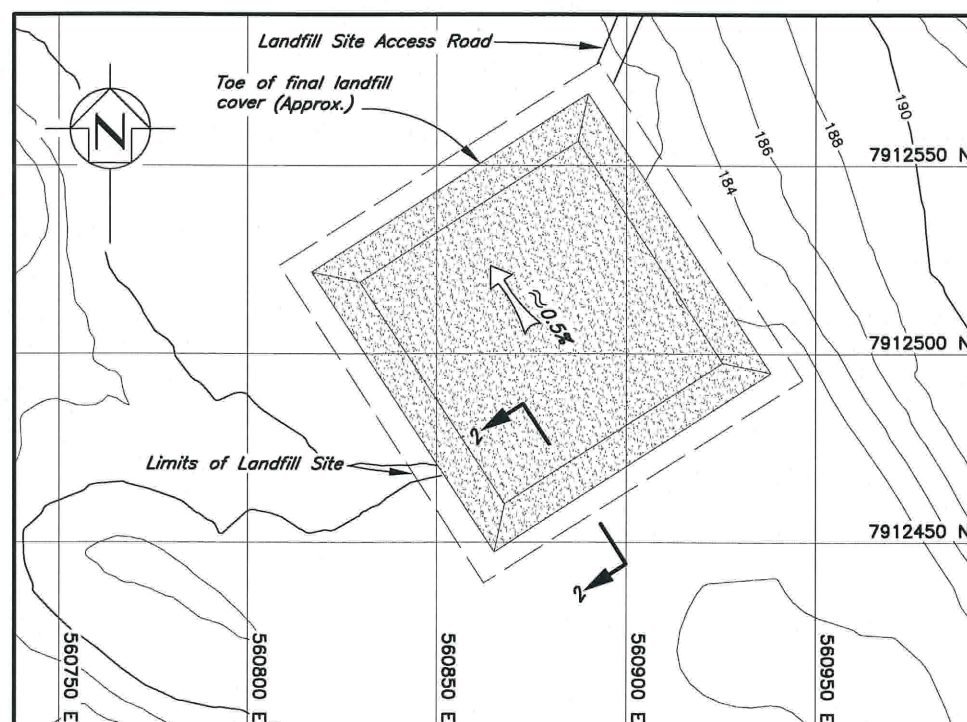 Landfill Site Access Road
Toe of final landfill
cover (Approx.)
N
190
188
186
184
7912550 N
≈0.5%
7912500 N
2
Limits of Landfill Site
7912450 N
2
560750 E
560800 E
560850 E
560900 E
560950 E